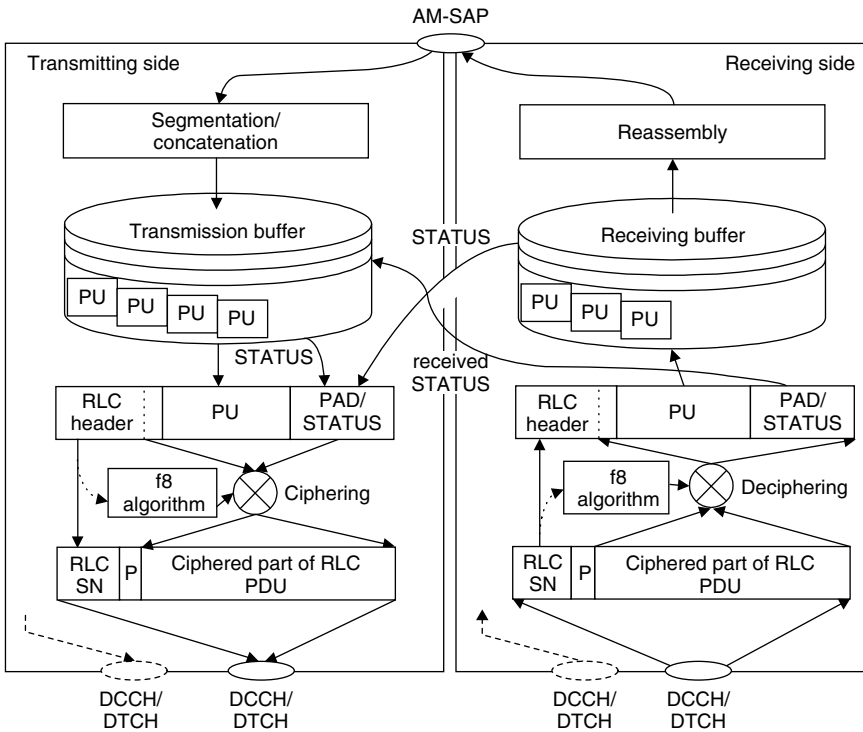 AM-SAP
Transmitting side
Receiving side
Segmentation/
concatenation
Reassembly
Transmission buffer
STATUS
Receiving buffer
PU
PU
PU
PU
PU
PU
PU
STATUS
received
STATUS
RLC
header
PU
PAD/
STATUS
RLC
header
PU
PAD/
STATUS
f8
algorithm
Ciphering
f8
algorithm
Deciphering
RLC
SN
P
Ciphered part of RLC
PDU
RLC
SN
P
Ciphered part of RLC
PDU
DCCH/
DTCH
DCCH/
DTCH
DCCH/
DTCH
DCCH/
DTCH